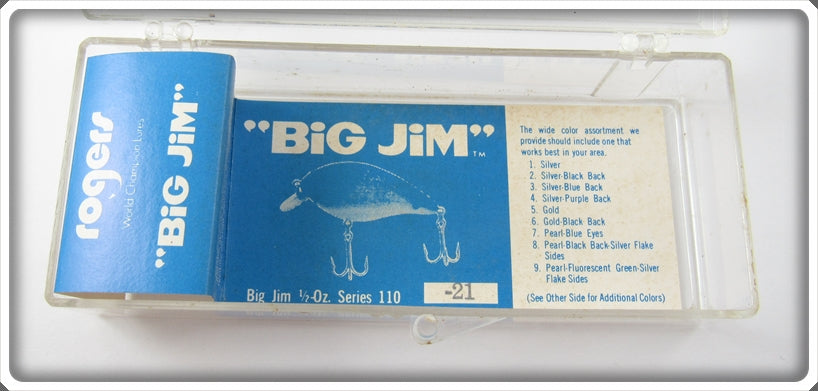 rogers
World Champion Lures
"BiG JiM"
"BiG JiM"
TM
Big Jim ½-Oz. Series 110
-21
The wide color assortment we
provide should include one that
works best in your area.
1. Silver
2. Silver-Black Back
3. Silver-Blue Back
4. Silver-Purple Back
5. Gold
6. Gold-Black Back
7. Pearl-Blue Eyes
8. Pearl-Black Back-Silver Flake
Sides
9. Pearl-Fluorescent Green-Silver
Flake Sides
(See Other Side for Additional Colors)